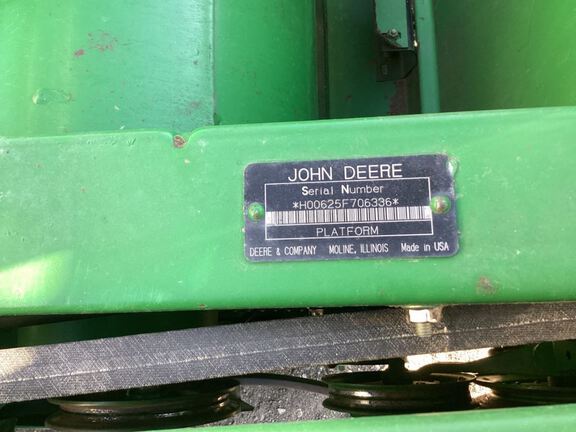 JOHN DEERE
Serial Number
*H00625F706336*
PLATFORM
DEERE & COMPANY MOLINE, ILLINOIS Made in USA